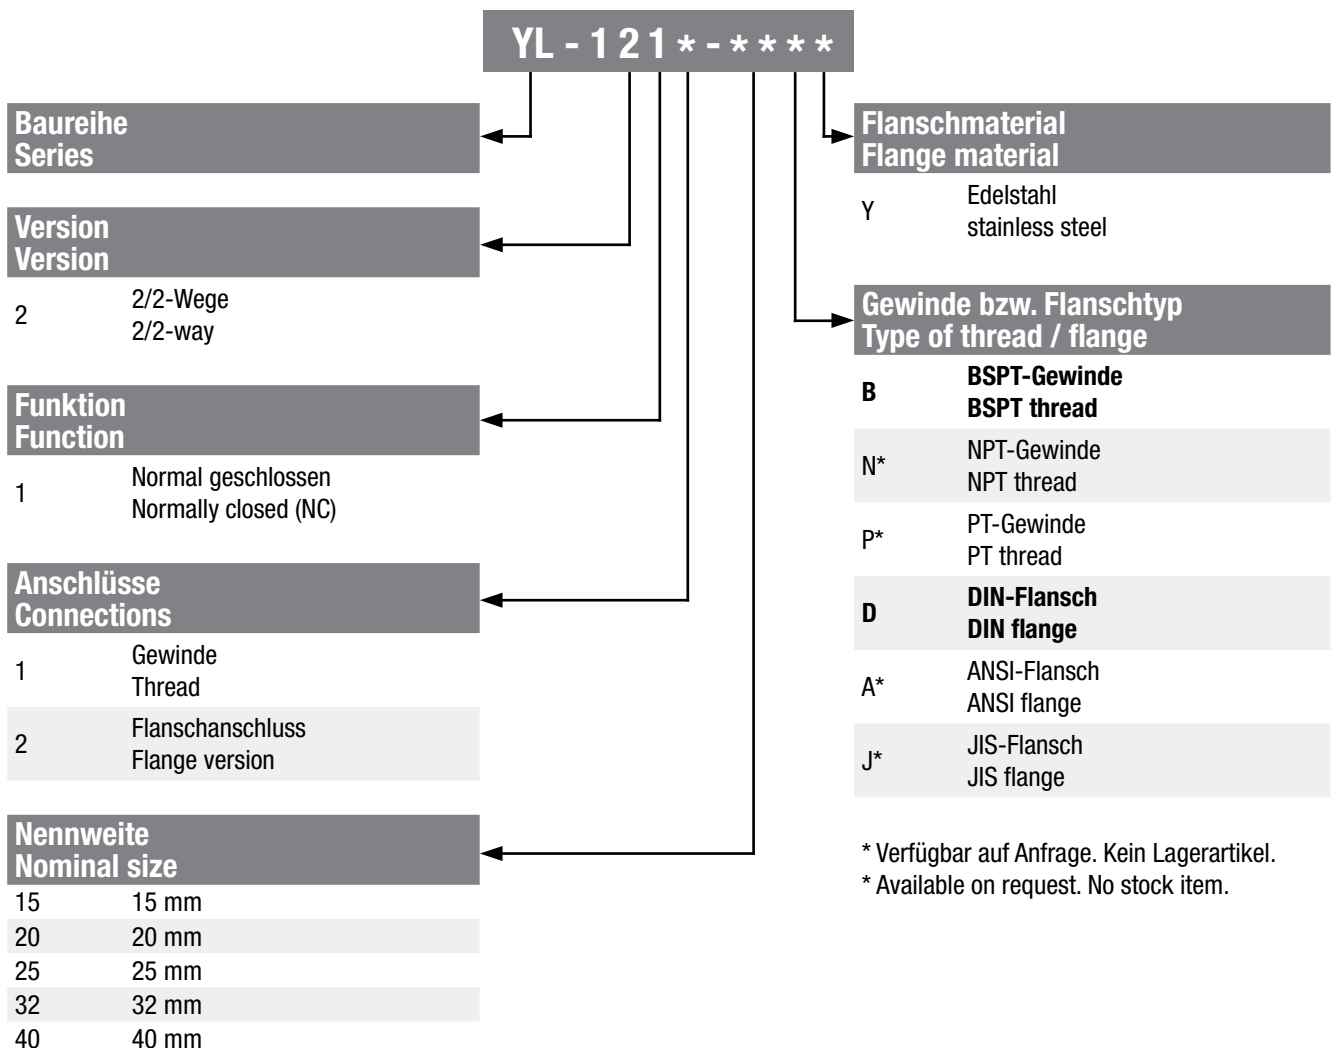 YL - 1 2 1 * - * * * *
Baureihe
Series
Version
Version
2
2/2-Wege
2/2-way
Funktion
Function
1
Normal geschlossen
Normally closed (NC)
Anschlüsse
Connections
1
Gewinde
Thread
2
Flanschanschluss
Flange version
Nennweite
Nominal size
15 15 mm
20 20 mm
25 25 mm
32 32 mm
40 40 mm
Flanschmaterial
Flange material
Y
Edelstahl
stainless steel
Gewinde bzw. Flanschtyp
Type of thread / flange
B
BSPT-Gewinde
BSPT thread
N*
NPT-Gewinde
NPT thread
P*
PT-Gewinde
PT thread
D
DIN-Flansch
DIN flange
A*
ANSI-Flansch
ANSI flange
J*
JIS-Flansch
JIS flange
* Verfügbar auf Anfrage. Kein Lagerartikel.
* Available on request. No stock item.